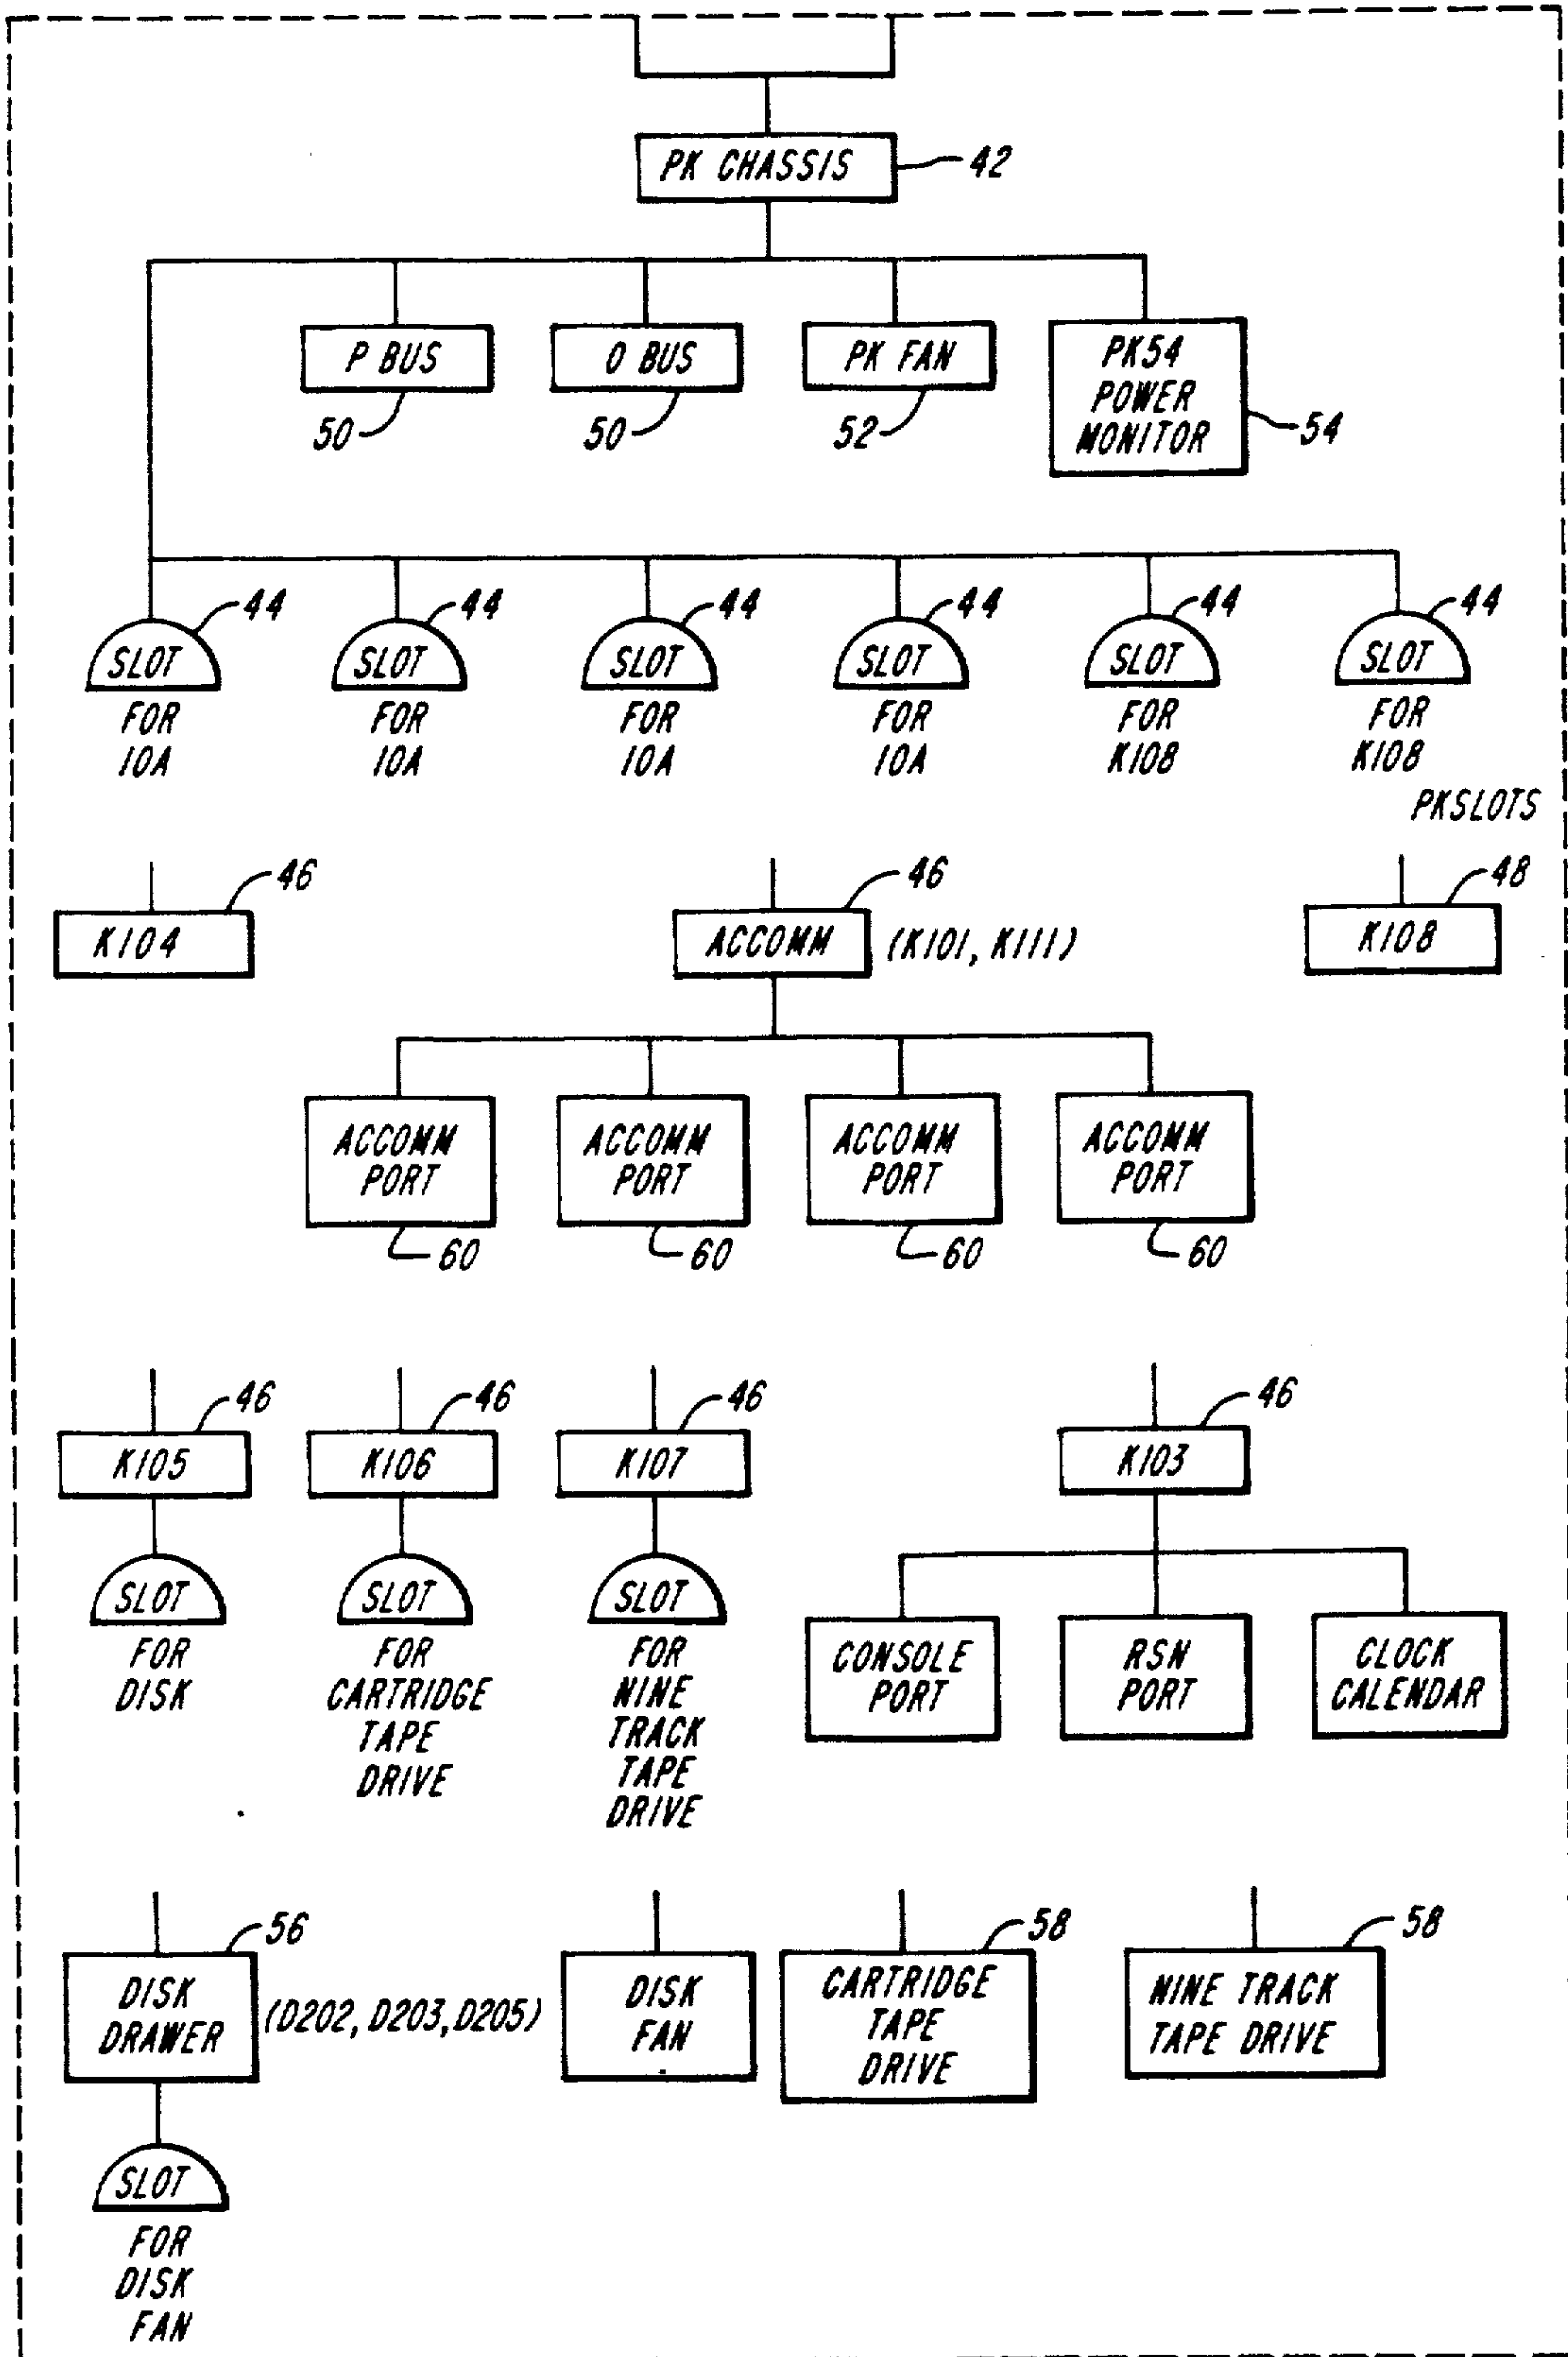 PK CHASSIS
42
P BUS
O BUS
PK FAN
PK54
POWER
MONITOR
50
50
52
54
44
44
44
44
44
44
SLOT
SLOT
SLOT
SLOT
SLOT
SLOT
FOR
IOA
FOR
IOA
FOR
IOA
FOR
IOA
FOR
K108
FOR
K108
PKSLOTS
46
K104
46
ACCOMM
(K101, K111)
48
K108
ACCOMM
PORT
ACCOMM
PORT
ACCOMM
PORT
ACCOMM
PORT
60
60
60
60
46
K105
46
K106
46
K107
46
K103
SLOT
FOR
DISK
SLOT
FOR
CARTRIDGE
TAPE
DRIVE
SLOT
FOR
NINE
TRACK
TAPE
DRIVE
CONSOLE
PORT
RSN
PORT
CLOCK
CALENDAR
56
DISK
DRAWER
(D202, D203, D205)
DISK
FAN
58
CARTRIDGE
TAPE
DRIVE
58
NINE TRACK
TAPE DRIVE
SLOT
FOR
DISK
FAN